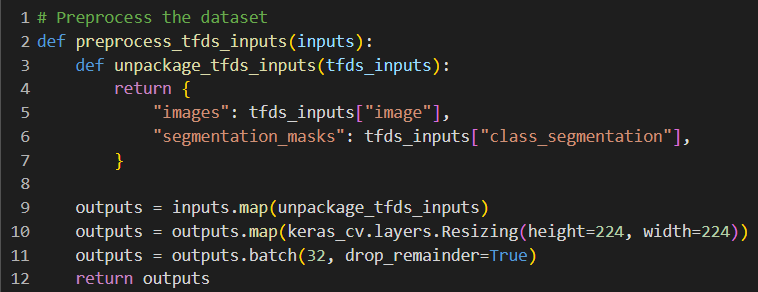 1 # Preprocess the dataset
2 def preprocess_tfds_inputs(inputs):
3     def unpackage_tfds_inputs(tfds_inputs):
4         return {
5             "images": tfds_inputs["image"],
6             "segmentation_masks": tfds_inputs["class_segmentation"],
7         }
8
9     outputs = inputs.map(unpackage_tfds_inputs)
10     outputs = outputs.map(keras_cv.layers.Resizing(height=224, width=224))
11     outputs = outputs.batch(32, drop_remainder=True)
12     return outputs